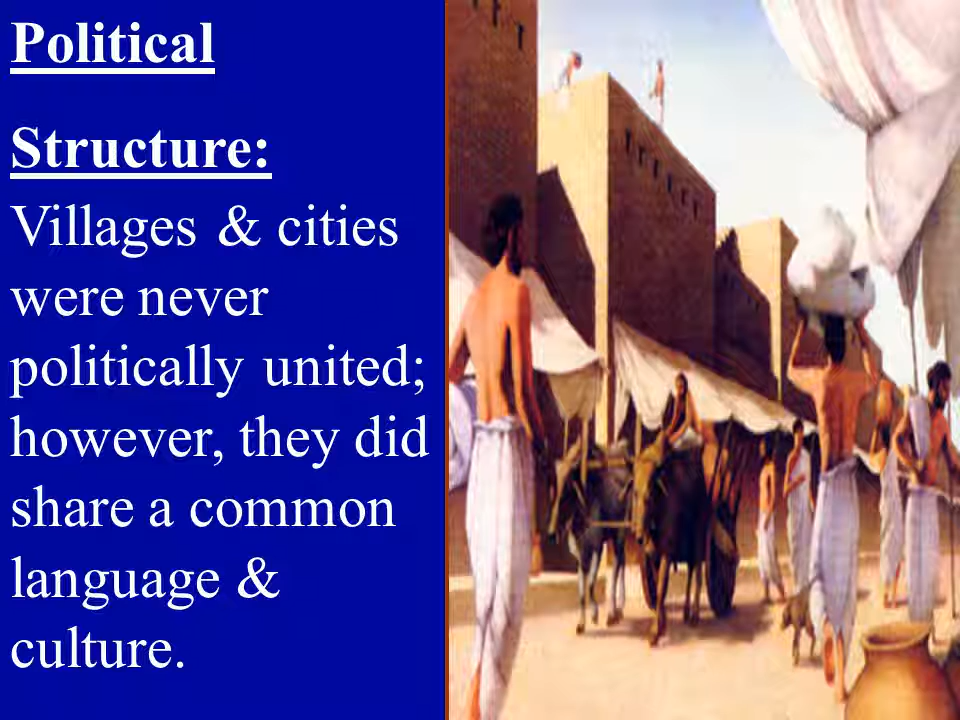 Political
Structure:
Villages & cities
were never
politically united;
however, they did
share a common
language &
culture.